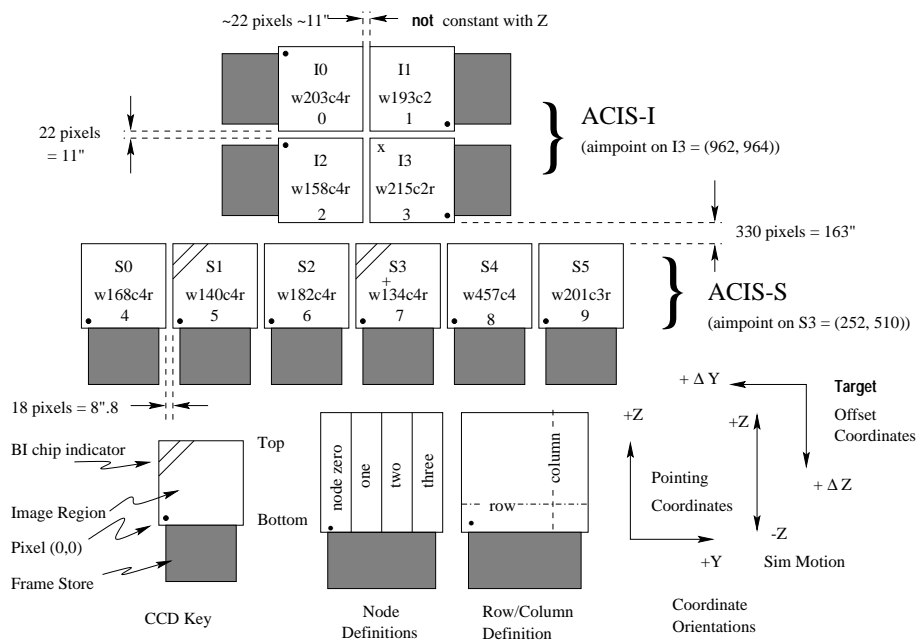 ~22 pixels ~11"
not constant with Z
I0
w203c4r
0
I1
w193c2
1
22 pixels
= 11"
I2
w158c4r
2
x
I3
w215c2r
3
ACIS-I
(aimpoint on I3 = (962, 964))
330 pixels = 163"
S0
w168c4r
4
S1
w140c4r
5
S2
w182c4r
6
S3
+
w134c4r
7
S4
w457c4
8
S5
w201c3r
9
ACIS-S
(aimpoint on S3 = (252, 510))
18 pixels = 8".8
BI chip indicator
Image Region
Pixel (0,0)
Frame Store
Top
Bottom
CCD Key
node zero
one
two
three
Node
Definitions
row
column
Row/Column
Definition
+ Δ Y
Target
Offset
Coordinates
+ Δ Z
+Z
Pointing
Coordinates
+Y
+Z
-Z
Sim Motion
Coordinate
Orientations